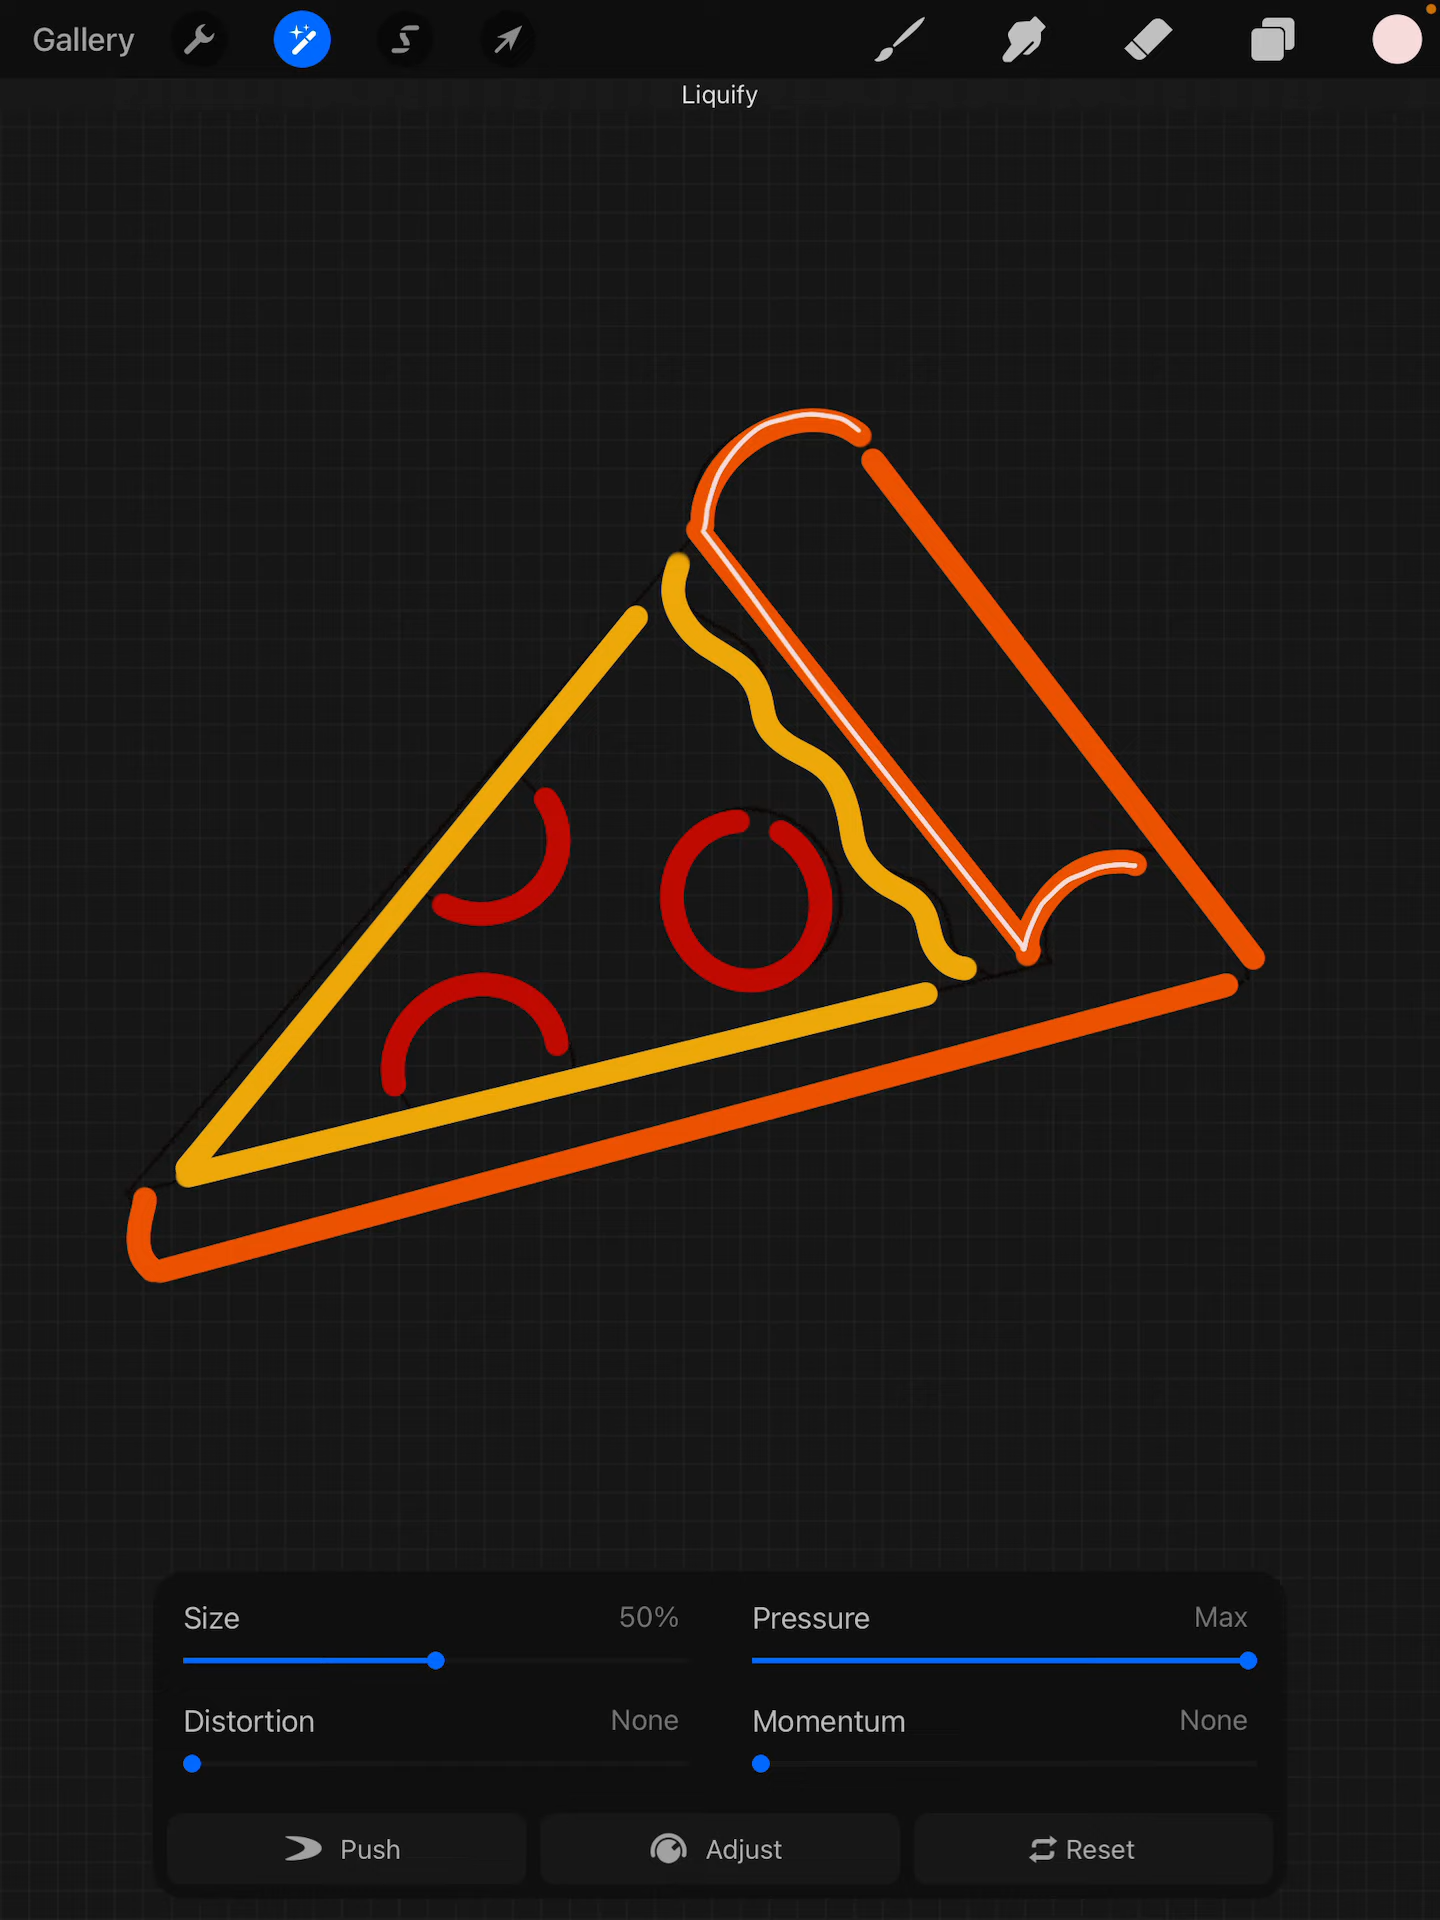 Gallery
Liquify
Size 50% Pressure Max
Distortion None Momentum None
Push Adjust Reset